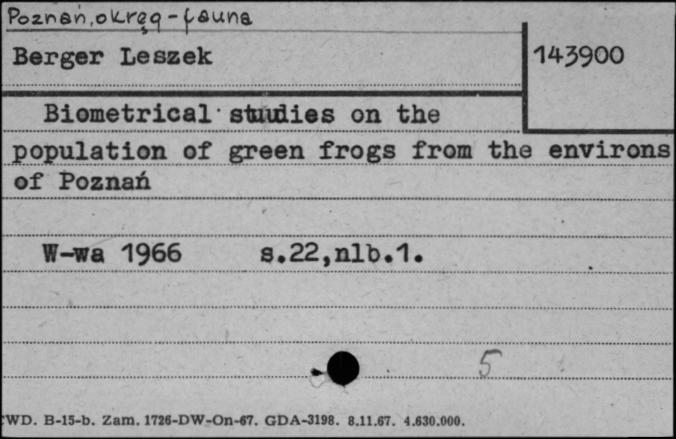 Poznań, okręg - fauna
Berger Leszek
143900
Biometrical studies on the
population of green frogs from the environs
of Poznań
W-wa 1966 s.22,nlb.1.
5
WD. B-15-b. Zam. 1726-DW-On-67. GDA-3198. 8.11.67. 4.630.000.